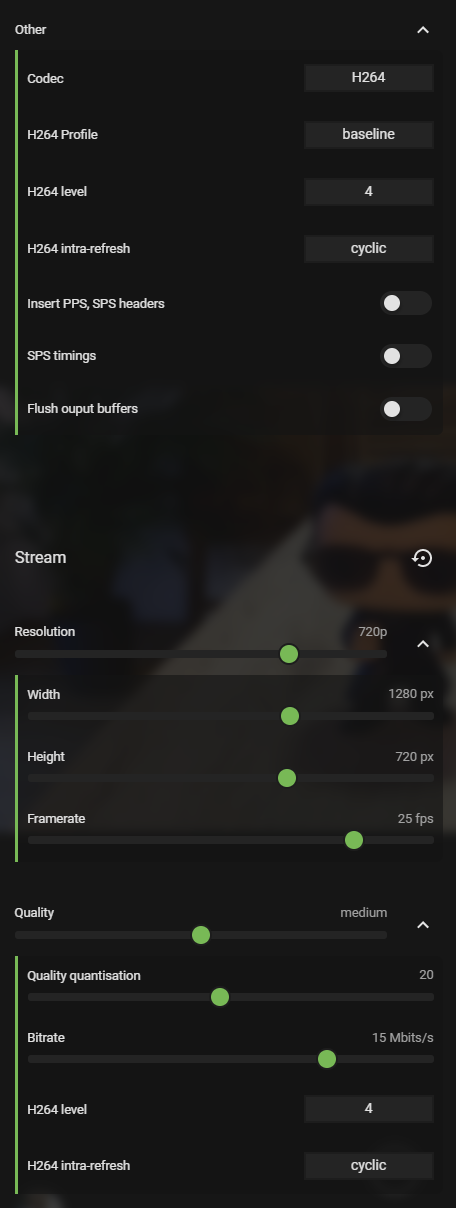 Other
Codec H264
H264 Profile baseline
H264 level 4
H264 intra-refresh cyclic
Insert PPS, SPS headers
SPS timings
Flush ouput buffers
Stream
Resolution 720p
Width 1280 px
Height 720 px
Framerate 25 fps
Quality medium
Quality quantisation 20
Bitrate 15 Mbits/s
H264 level 4
H264 intra-refresh cyclic